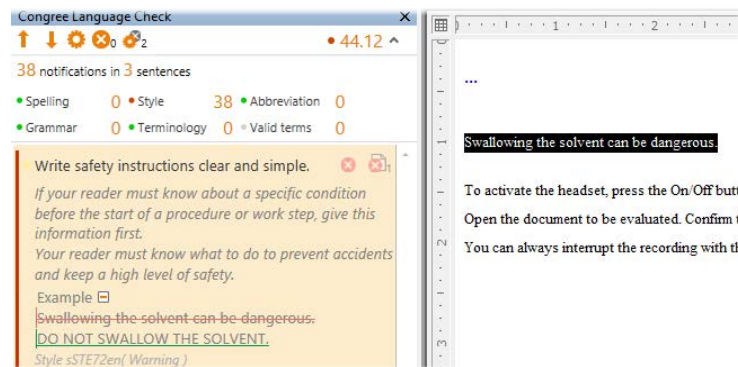 Congree Language Check
0 2 44.12
38 notifications in 3 sentences
Spelling 0 Style 38 Abbreviation 0
Grammar 0 Terminology 0 Valid terms 0
Write safety instructions clear and simple. 1
If your reader must know about a specific condition
before the start of a procedure or work step, give this
information first.
Your reader must know what to do to prevent accidents
and keep a high level of safety.
Example
Swallowing the solvent can be dangerous.
DO NOT SWALLOW THE SOLVENT.
Style sSTE72en( Warning )
1 2
...
Swallowing the solvent can be dangerous.
To activate the headset, press the On/Off
Open the document to be evaluated. Confirm
You can always interrupt the recording with
1
2
3